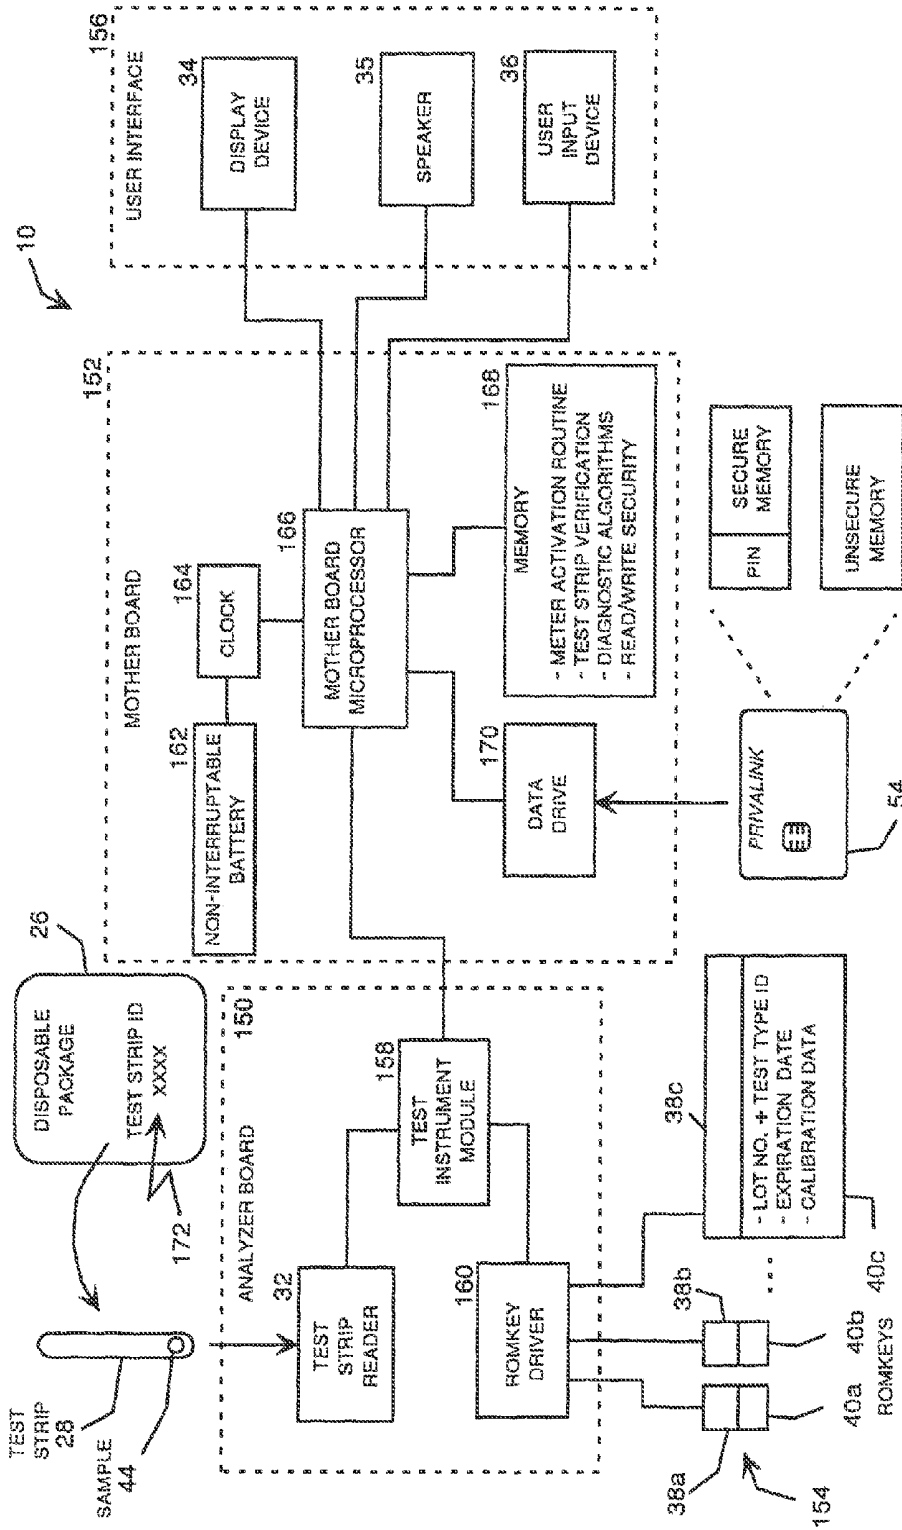 10
TEST
STRIP
28
SAMPLE
44
DISPOSABLE
PACKAGE
TEST STRIP ID
XXXX
26
172
ANALYZER BOARD
150
TEST
STRIP
READER
32
TEST
INSTRUMENT
MODULE
158
ROMKEY
DRIVER
160
38a
38b
38c
- LOT NO. + TEST TYPE ID
- EXPIRATION DATE
- CALIBRATION DATA
40a
40b
40c
ROMKEYS
154
MOTHER BOARD
152
NON-INTERRUPTABLE
BATTERY
162
CLOCK
164
MOTHER BOARD
MICROPROCESSOR
166
DATA
DRIVE
170
MEMORY
168
- METER ACTIVATION ROUTINE
- TEST STRIP VERIFICATION
- DIAGNOSTIC ALGORITHMS
- READ/WRITE SECURITY
PRIVALINK
54
PIN
SECURE
MEMORY
UNSECURE
MEMORY
USER INTERFACE
156
DISPLAY
DEVICE
34
SPEAKER
35
USER
INPUT
DEVICE
36